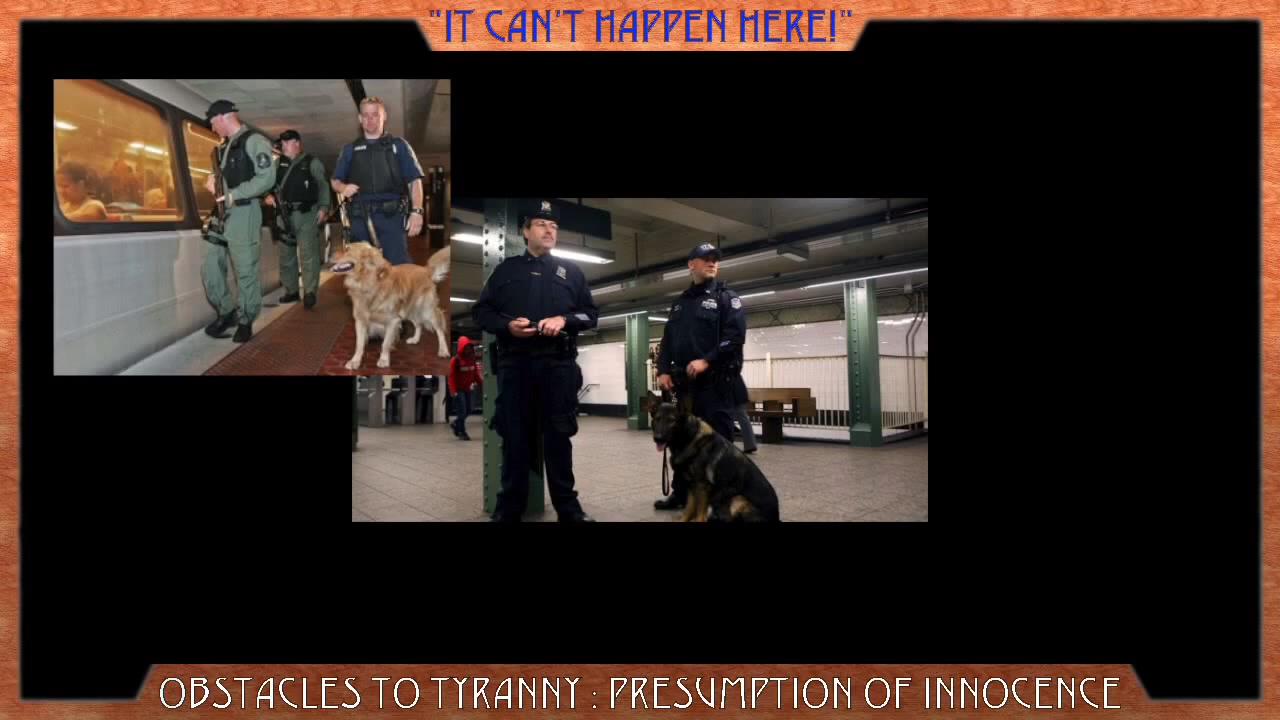 "IT CAN'T HAPPEN HERE!"
OBSTACLES TO TYRANNY : PRESUMPTION OF INNOCENCE